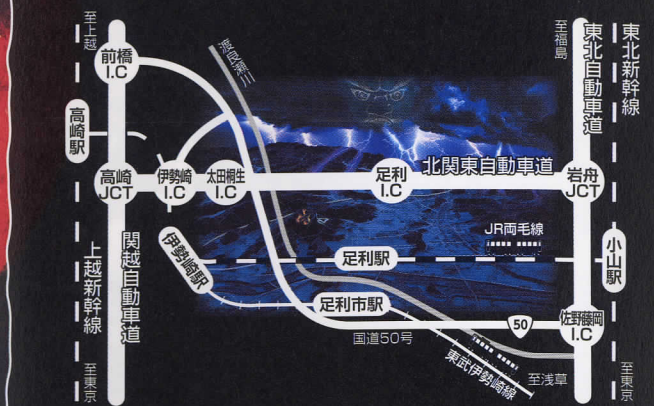 至上越
前橋
I.C
渡良瀬川
至福島
東北自動車道
東北新幹線
高崎駅
高崎
JCT
伊勢崎
I.C
太田桐生
I.C
足利
I.C
北関東自動車道
岩舟
JCT
JR両毛線
上越新幹線
関越自動車道
伊勢崎駅
足利駅
小山駅
足利市駅
国道50号
50
佐野藤岡
I.C
東武伊勢崎線
至浅草
至東京
至東京